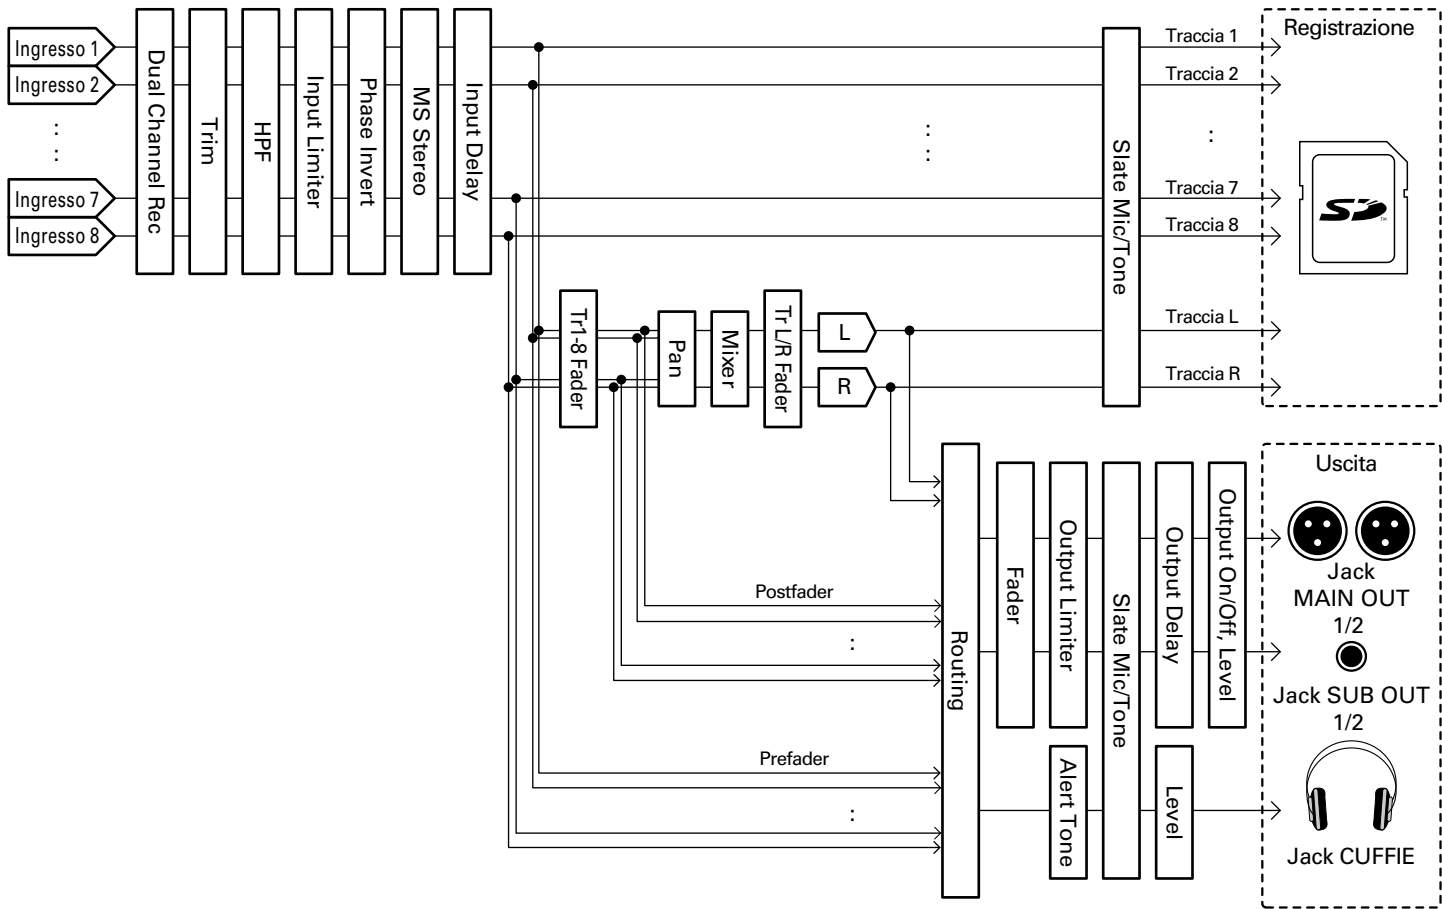 Ingresso 1
Ingresso 2
:
:
Ingresso 7
Ingresso 8
Dual Channel Rec
Trim
HPF
Input Limiter
Phase Invert
MS Stereo
Input Delay
:
:
Slate Mic/Tone
Traccia 1
Traccia 2
:
Traccia 7
Traccia 8
Traccia L
Traccia R
Registrazione
SD
TM
Tr1-8 Fader
Pan
Mixer
Tr L/R Fader
L
R
Postfader
:
Prefader
:
Routing
Fader
Output Limiter
Slate Mic/Tone
Output Delay
Output On/Off, Level
Alert Tone
Level
Uscita
Jack
MAIN OUT
1/2
Jack SUB OUT
1/2
Jack CUFFIE